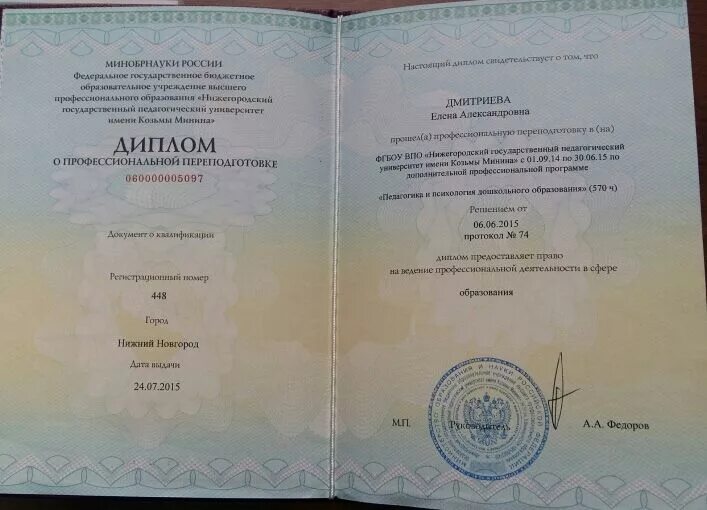 МИНОБРНАУКИ РОССИИ
Федеральное государственное бюджетное
образовательное учреждение высшего
профессионального образования «Нижегородский
государственный педагогический университет
имени Козьмы Минина»
ДИПЛОМ
О ПРОФЕССИОНАЛЬНОЙ ПЕРЕПОДГОТОВКЕ
060000005097
Документ о квалификации
Регистрационный номер
448
Город
Нижний Новгород
Дата выдачи
24.07.2015
Настоящий диплом свидетельствует о том, что
ДМИТРИЕВА
Елена Александровна
прошел(а) профессиональную переподготовку в (на)
ФГБОУ ВПО «Нижегородский государственный педагогический
университет имени Козьмы Минина» с 01.09.14 по 30.06.15 по
дополнительной профессиональной программе
«Педагогика и психология дошкольного образования» (570 ч)
Решением от
06.06.2015
протокол № 74
диплом предоставляет право
на ведение профессиональной деятельности в сфере
образования
М.П.
Руководитель
А.А. Федоров